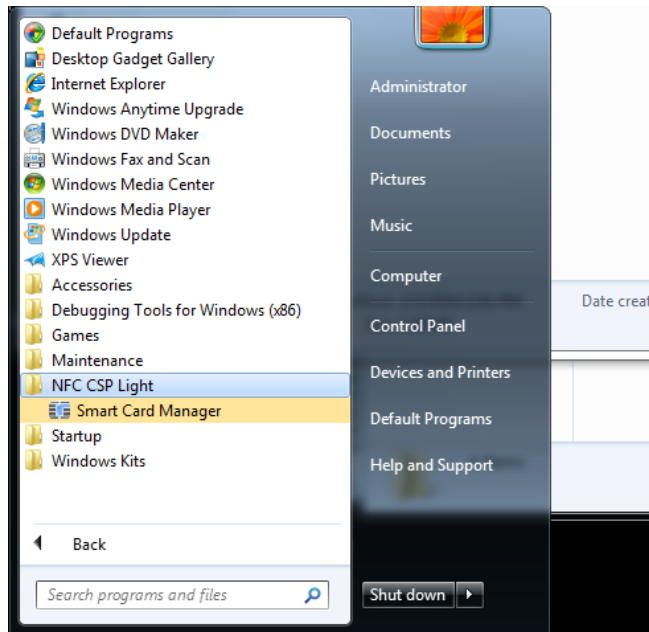 Default Programs
Desktop Gadget Gallery
Internet Explorer
Windows Anytime Upgrade
Windows DVD Maker
Windows Fax and Scan
Windows Media Center
Windows Media Player
Windows Update
XPS Viewer
Accessories
Debugging Tools for Windows (x86)
Games
Maintenance
NFC CSP Light
Smart Card Manager
Startup
Windows Kits
Back
Search programs and files
Administrator
Documents
Pictures
Music
Computer
Control Panel
Devices and Printers
Default Programs
Help and Support
Shut down
Date creat